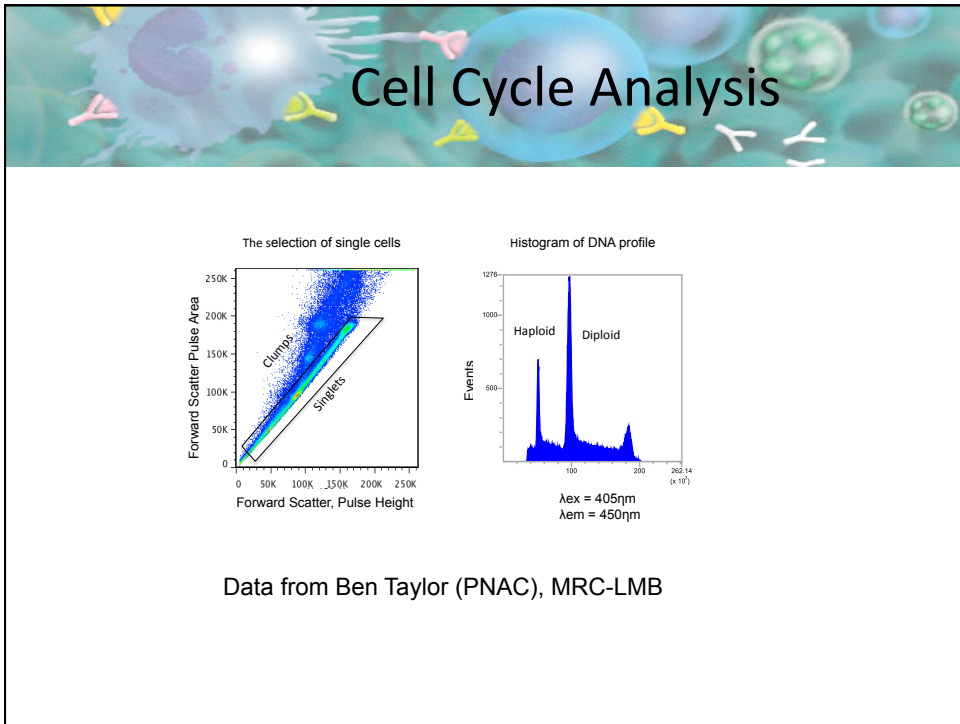 Cell Cycle Analysis
The selection of single cells
Forward Scatter Pulse Area
250K
200K
150K
100K
50K
0
Clumps
Singlets
0 50K 100K 150K 200K 250K
Forward Scatter, Pulse Height
Histogram of DNA profile
Events
1276
1000
500
Haploid
Diploid
100 200 262.14
(x 10³)
λex = 405ηm
λem = 450ηm
Data from Ben Taylor (PNAC), MRC-LMB